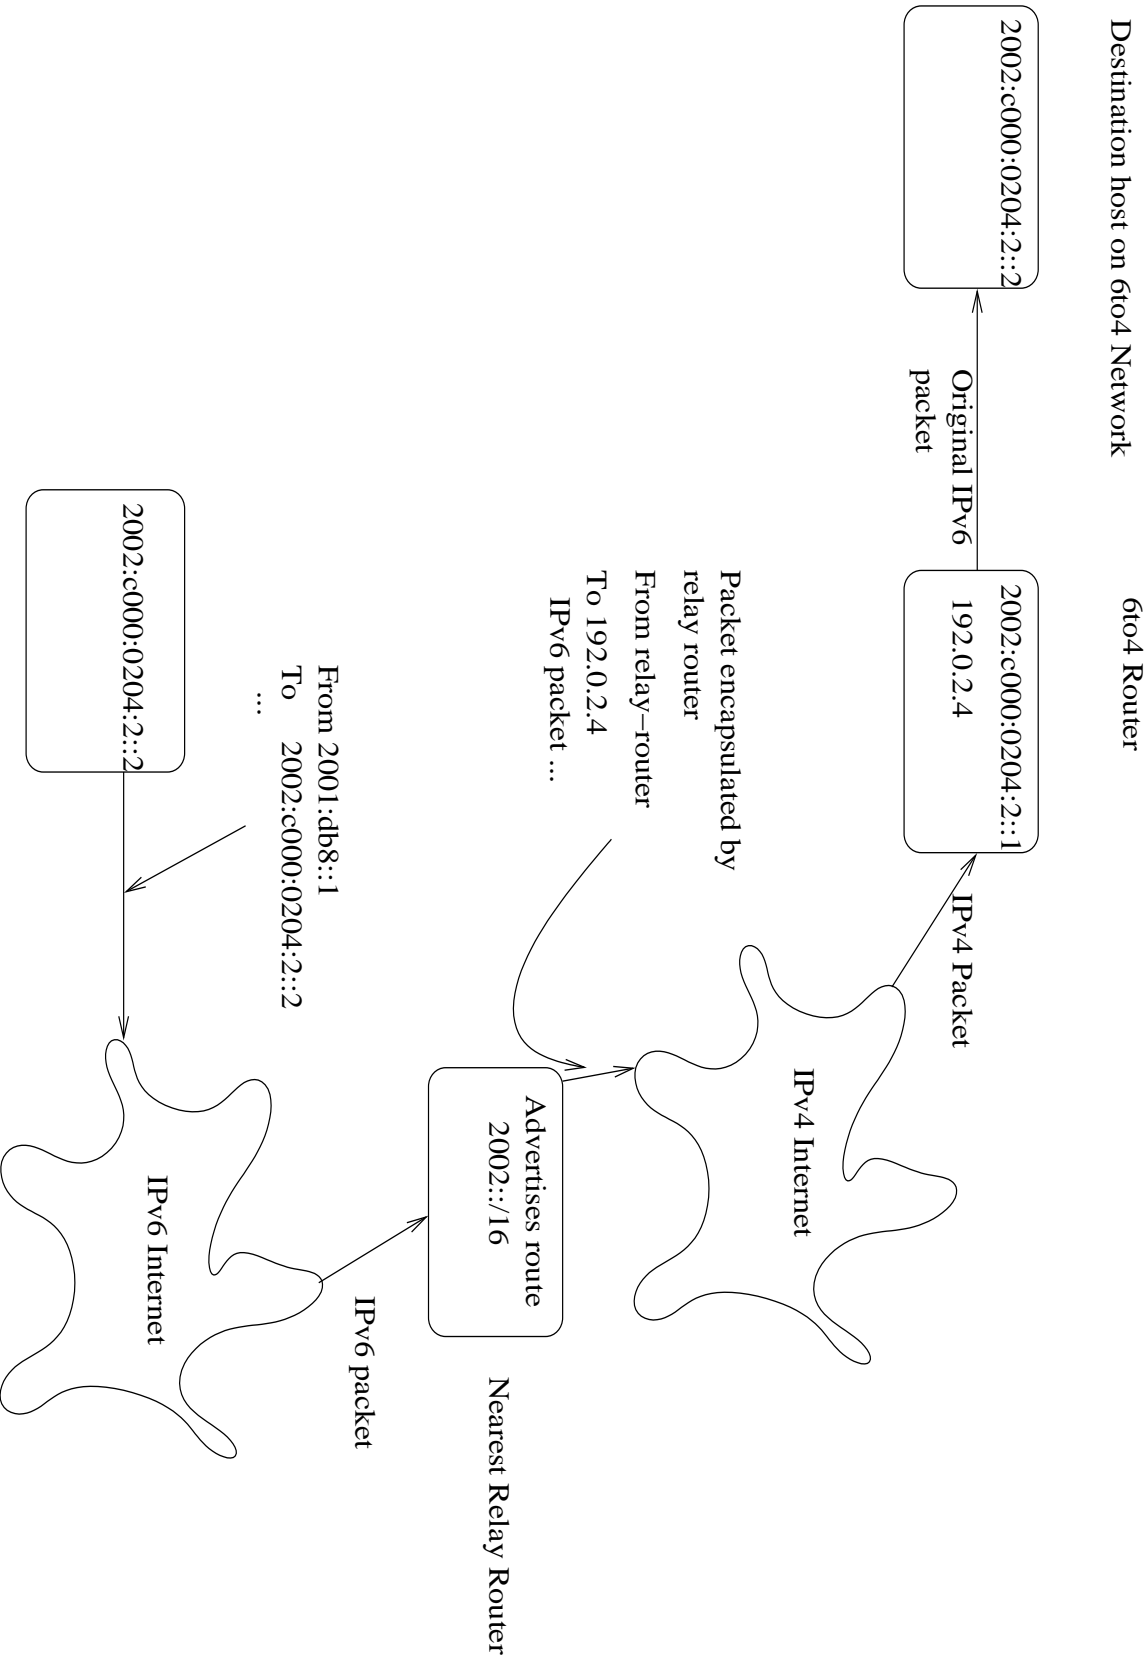 Destination host on 6to4 Network
6to4 Router
2002:c000:0204:2::2
Original IPv6
packet
2002:c000:0204:2::1
192.0.2.4
IPv4 Packet
IPv4 Internet
Packet encapsulated by
relay router
From relay−router
To 192.0.2.4
IPv6 packet ...
Advertises route
2002::/16
Nearest Relay Router
IPv6 packet
From 2001:db8::1
To 2002:c000:0204:2::2
...
2002:c000:0204:2::2
IPv6 Internet